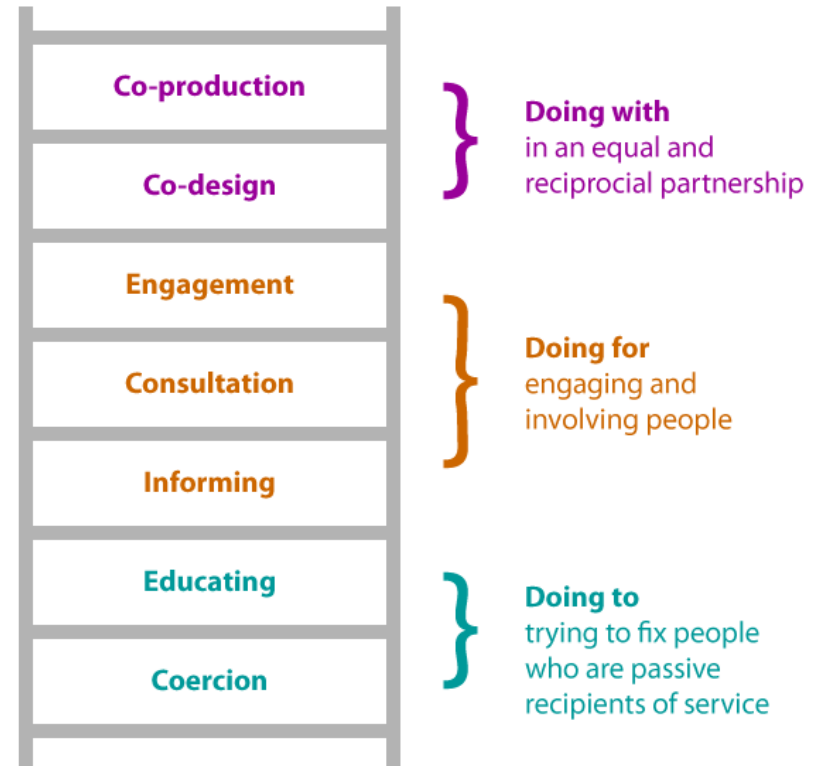 Co-production
Co-design
Doing with
in an equal and
reciprocial partnership
Engagement
Consultation
Informing
Doing for
engaging and
involving people
Educating
Coercion
Doing to
trying to fix people
who are passive
recipients of service